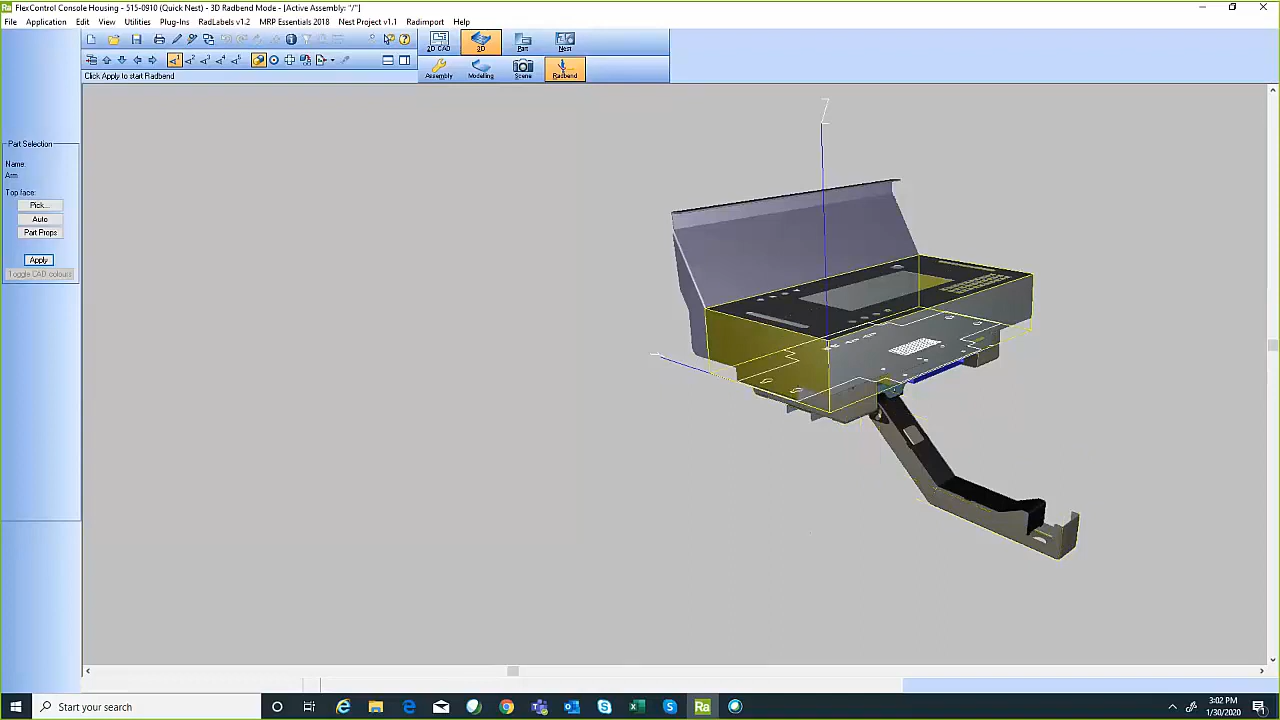 FlexControl Console Housing - 515-0910 (Quick Nest) - 3D Radbend Mode - [Active Assembly: "/"]
File Application Edit View Utilities Plug-Ins RadLabels v1.2 MRP Essentials 2018 Nest Project v1.1 Radimport Help
2D CAD 3D Part Nest
Assembly Modelling Scene Radbend
Click Apply to start Radbend
Part Selection
Name:
Arm
Top face:
Pick...
Auto
Part Props
Apply
Toggle CAD colours
Z
Start your search
3:02 PM
1/30/2020